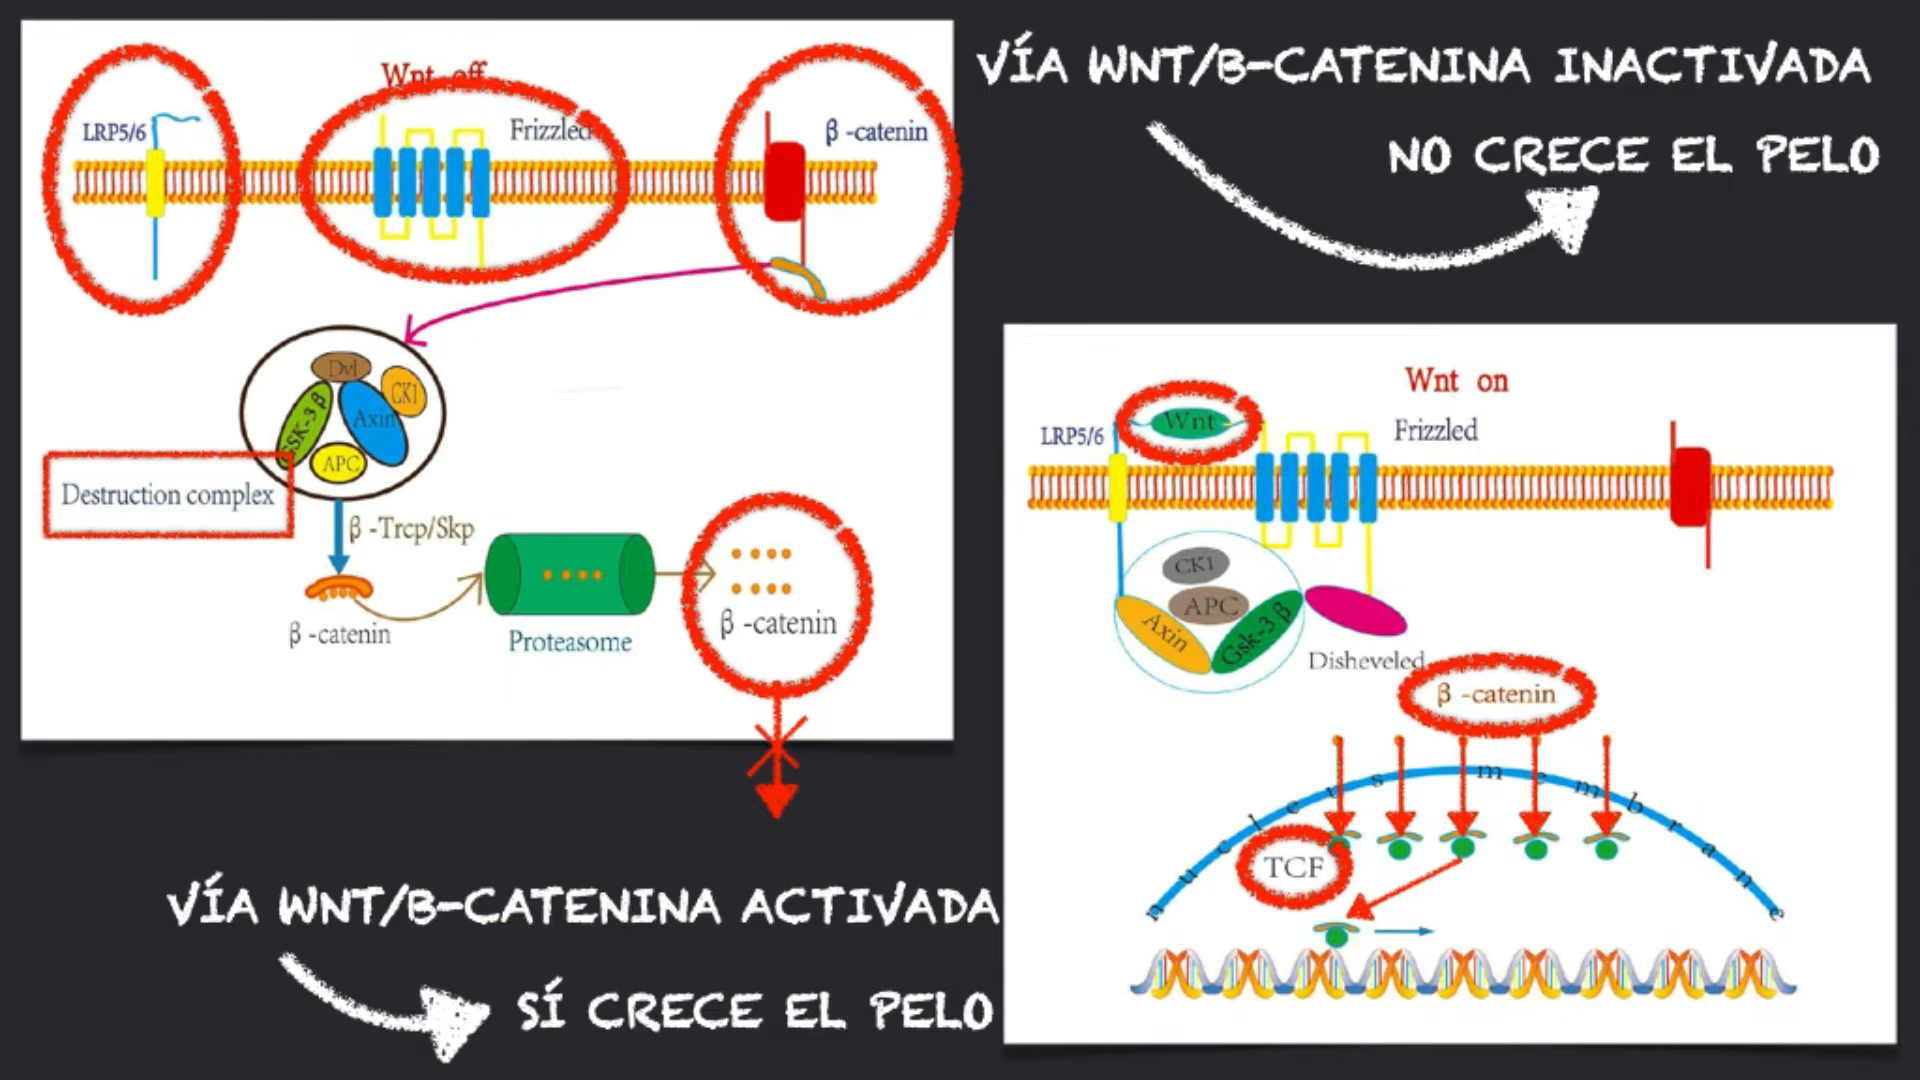 VÍA WNT/B-CATENINA INACTIVADA
NO CRECE EL PELO
Wnt off
LRP5/6
Frizzled
β -catenin
Dvl
CK1
GSK-3 β
Axin
APC
Destruction complex
β -Trcp/Skp
β -catenin
Proteasome
β -catenin
VÍA WNT/B-CATENINA ACTIVADA
SÍ CRECE EL PELO
Wnt on
Wnt
LRP5/6
Frizzled
CK1
APC
Axin
Gsk-3 β
Disheveled
β -catenin
nucleus membrane
TCF